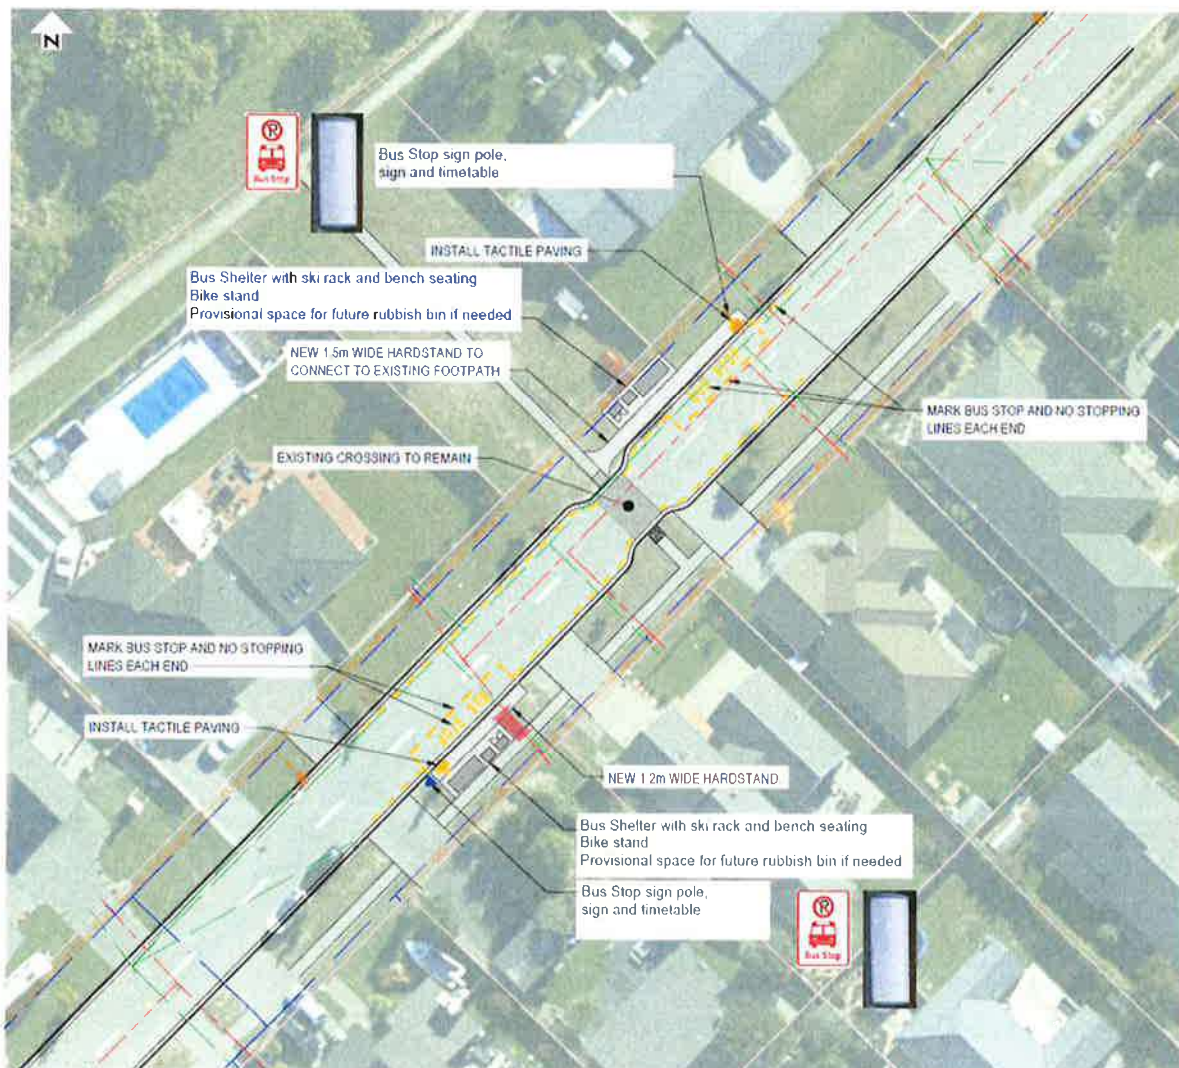 N
Bus Stop
Bus Stop sign pole,
sign and timetable
INSTALL TACTILE PAVING
Bus Shelter with ski rack and bench seating
Bike stand
Provisional space for future rubbish bin if needed
NEW 1.5m WIDE HARDSTAND TO
CONNECT TO EXISTING FOOTPATH
MARK BUS STOP AND NO STOPPING
LINES EACH END
EXISTING CROSSING TO REMAIN
MARK BUS STOP AND NO STOPPING
LINES EACH END
INSTALL TACTILE PAVING
NEW 1.2m WIDE HARDSTAND
Bus Shelter with ski rack and bench seating
Bike stand
Provisional space for future rubbish bin if needed
Bus Stop sign pole,
sign and timetable
Bus Stop